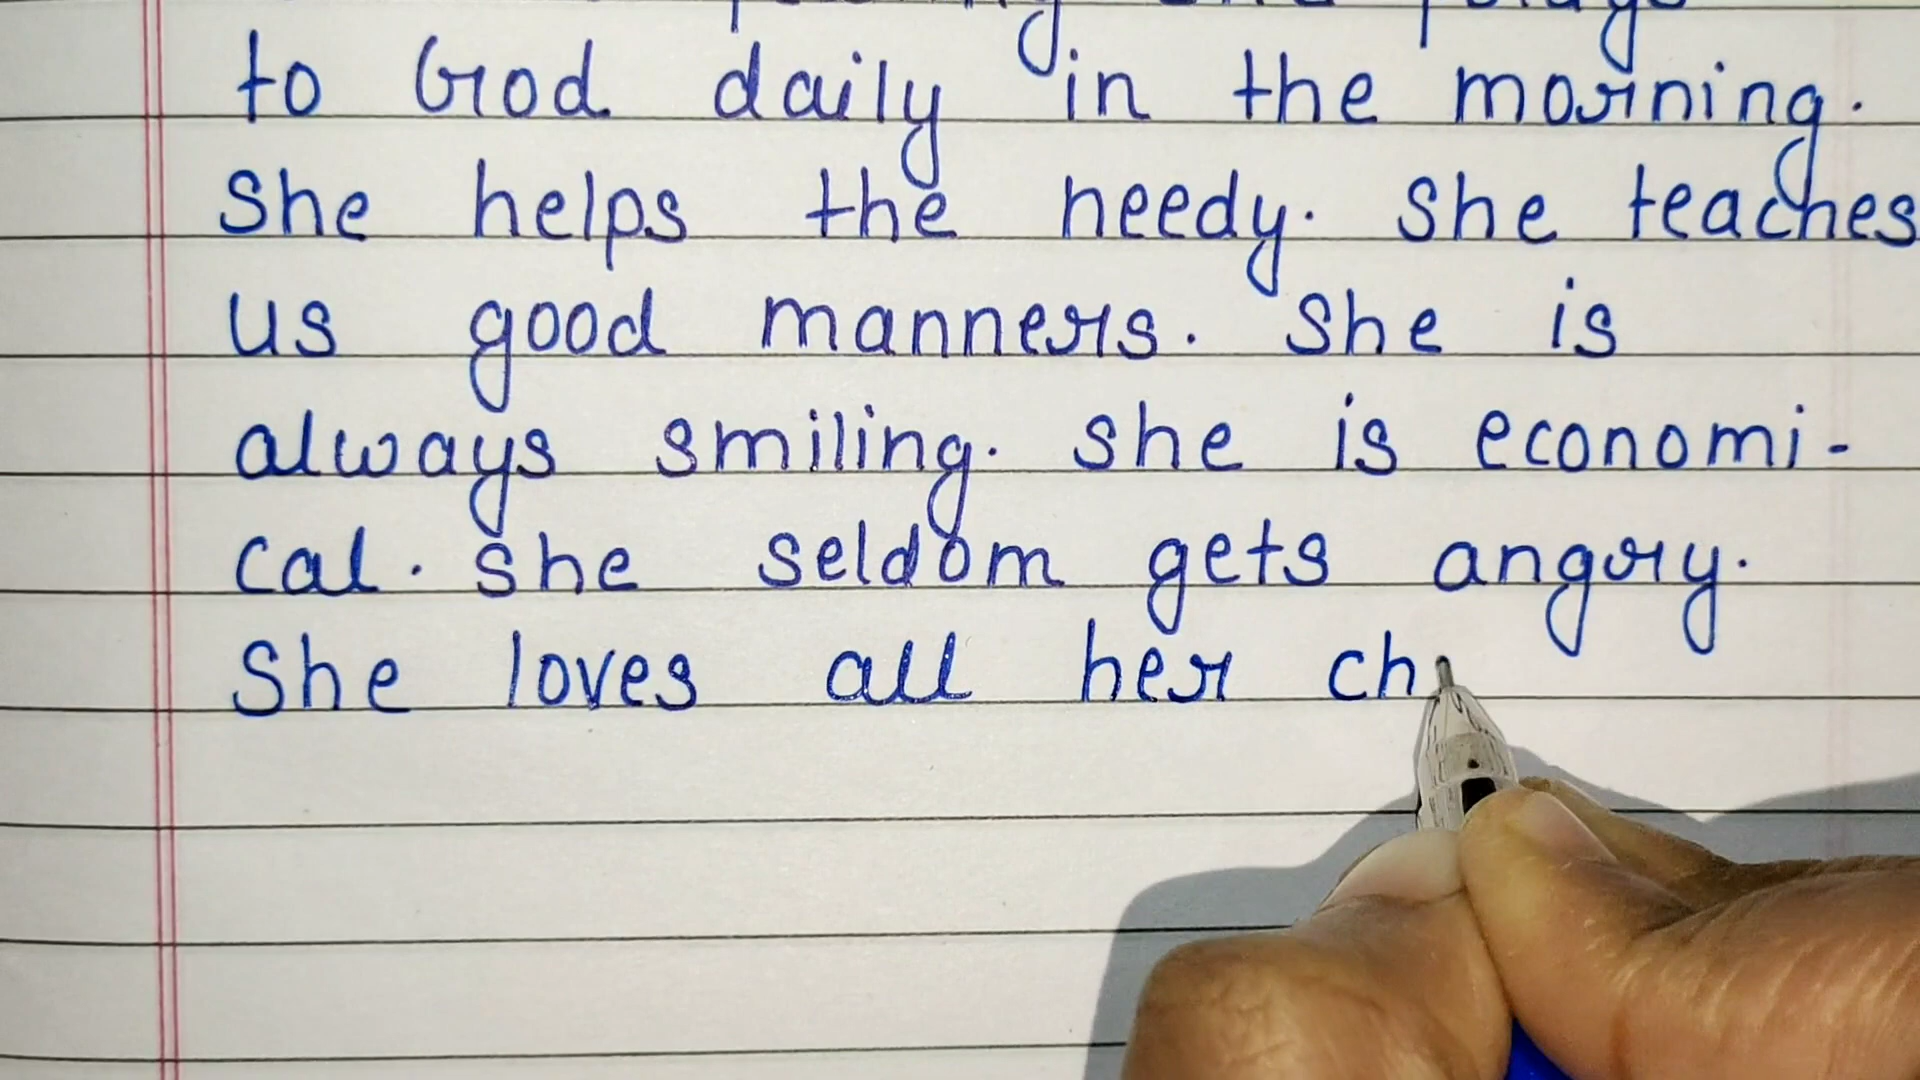 to God daily in the morning.
She helps the needy. She teaches
us good manners. She is
always smiling. She is economi-
cal. She seldom gets angry.
She loves all her ch